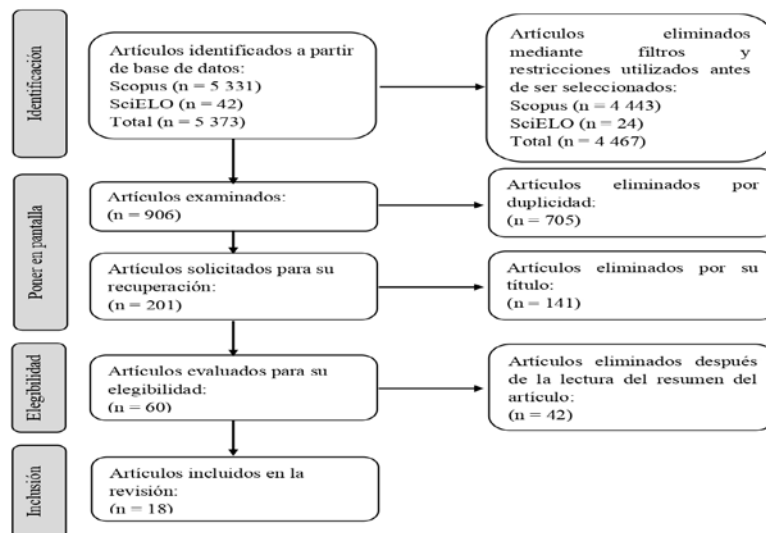 Identificación
Artículos identificados a partir
de base de datos:
Scopus (n = 5 331)
SciELO (n = 42)
Total (n = 5 373)
Artículos eliminados
mediante filtros y
restricciones utilizados antes
de ser seleccionados:
Scopus (n = 4 443)
SciELO (n = 24)
Total (n = 4 467)
Poner en pantalla
Artículos examinados:
(n = 906)
Artículos eliminados por
duplicidad:
(n = 705)
Artículos solicitados para su
recuperación:
(n = 201)
Artículos eliminados por su
título:
(n = 141)
Elegibilidad
Artículos evaluados para su
elegibilidad:
(n = 60)
Artículos eliminados después
de la lectura del resumen del
artículo:
(n = 42)
Inclusión
Artículos incluidos en la
revisión:
(n = 18)